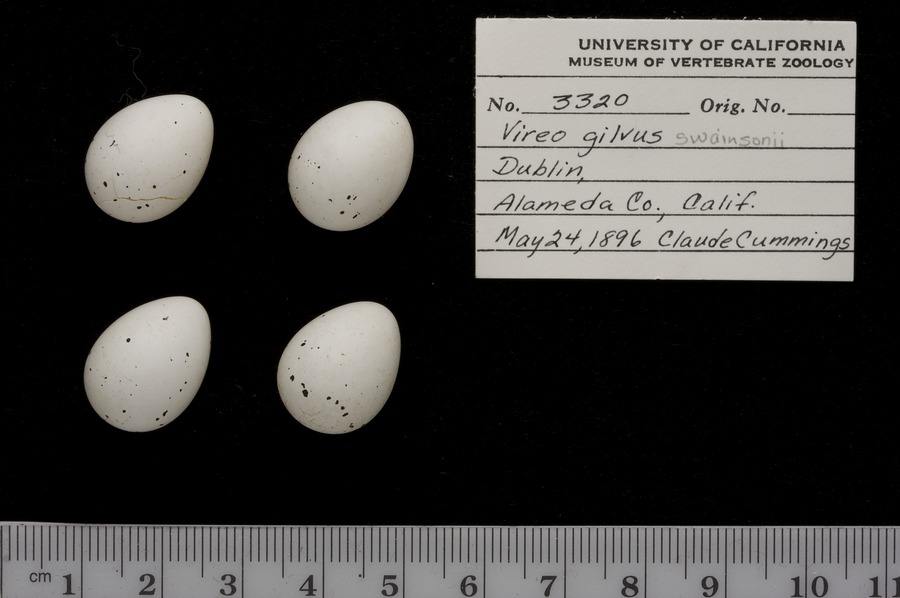 UNIVERSITY OF CALIFORNIA
MUSEUM OF VERTEBRATE ZOOLOGY
No. 3320 Orig. No.
Vireo gilvus swainsonii
Dublin,
Alameda Co., Calif.
May 24, 1896 Claude Cummings
cm 1 2 3 4 5 6 7 8 9 10 11